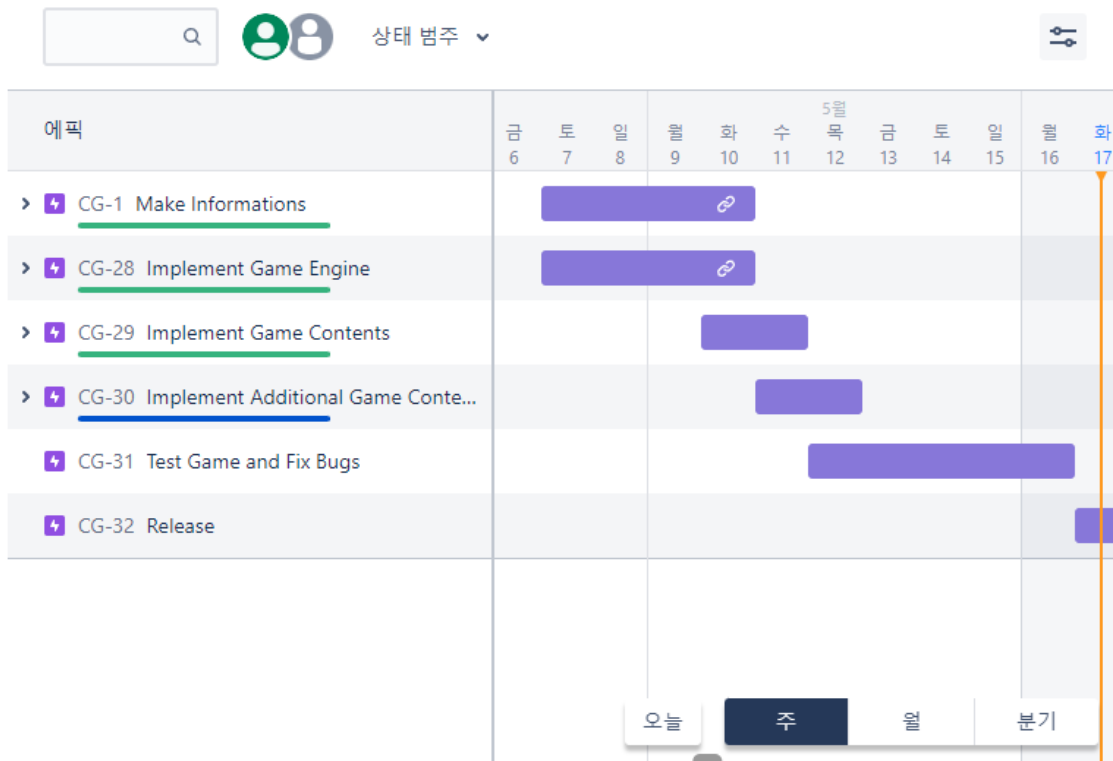 상태 범주
에픽
5월
금 토 일 월 화 수 목 금 토 일 월 화
6 7 8 9 10 11 12 13 14 15 16 17
CG-1 Make Informations
CG-28 Implement Game Engine
CG-29 Implement Game Contents
CG-30 Implement Additional Game Conte...
CG-31 Test Game and Fix Bugs
CG-32 Release
오늘 주 월 분기